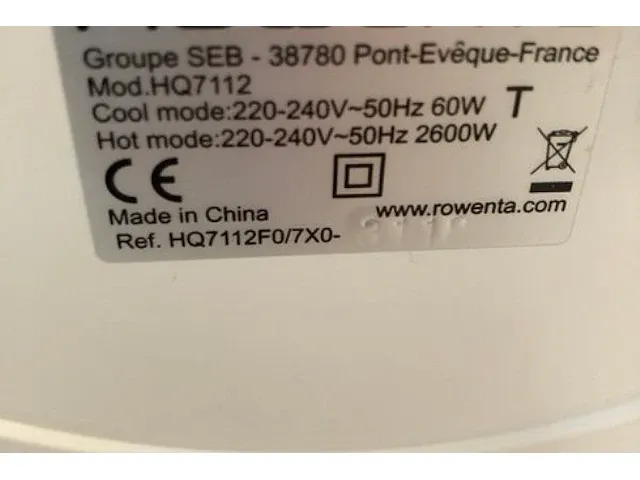 Groupe SEB - 38780 Pont-Evêque-France
Mod.HQ7112
Cool mode:220-240V~50Hz 60W T
Hot mode:220-240V~50Hz 2600W
CE
Made in China
www.rowenta.com
Ref. HQ7112F0/7X0-